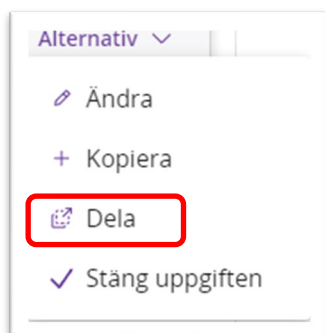 Alternativ
Ändra
Kopiera
Dela
Stäng uppgiften